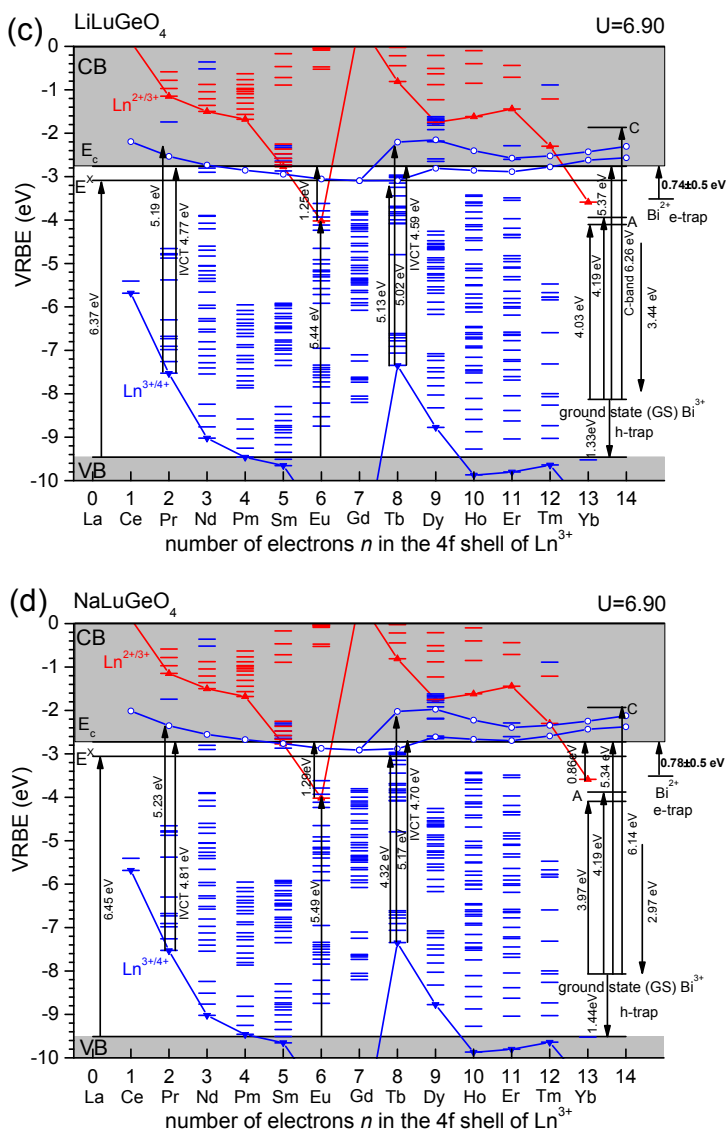 (c) LiLuGeO4 U=6.90
0
CB
-1
Ln2+/3+
-2
C
Ec
-3
EX
0.74±0.5 eV
Bi2+
e-trap
A
-4
VRBE (eV)
6.37 eV
5.19 eV
IVCT 4.77 eV
1.25eV
5.44 eV
5.13 eV
5.02 eV
IVCT 4.59 eV
4.03 eV
4.19 eV
5.37 eV
C-band 6.26 eV
3.44 eV
-5
-6
-7
Ln3+/4+
-8
ground state (GS) Bi3+
h-trap
1.33eV
-9
VB
-10
0 1 2 3 4 5 6 7 8 9 10 11 12 13 14
La Ce Pr Nd Pm Sm Eu Gd Tb Dy Ho Er Tm Yb
number of electrons n in the 4f shell of Ln3+
(d) NaLuGeO4 U=6.90
0
CB
-1
Ln2+/3+
-2
C
Ec
-3
EX
0.78±0.5 eV
Bi2+
e-trap
A
-4
VRBE (eV)
6.45 eV
5.23 eV
IVCT 4.81 eV
1.29eV
5.49 eV
4.32 eV
5.17 eV
IVCT 4.70 eV
3.97 eV
4.19 eV
0.86eV
5.34 eV
6.14 eV
2.97 eV
-5
-6
-7
Ln3+/4+
-8
ground state (GS) Bi3+
h-trap
1.44eV
-9
VB
-10
0 1 2 3 4 5 6 7 8 9 10 11 12 13 14
La Ce Pr Nd Pm Sm Eu Gd Tb Dy Ho Er Tm Yb
number of electrons n in the 4f shell of Ln3+